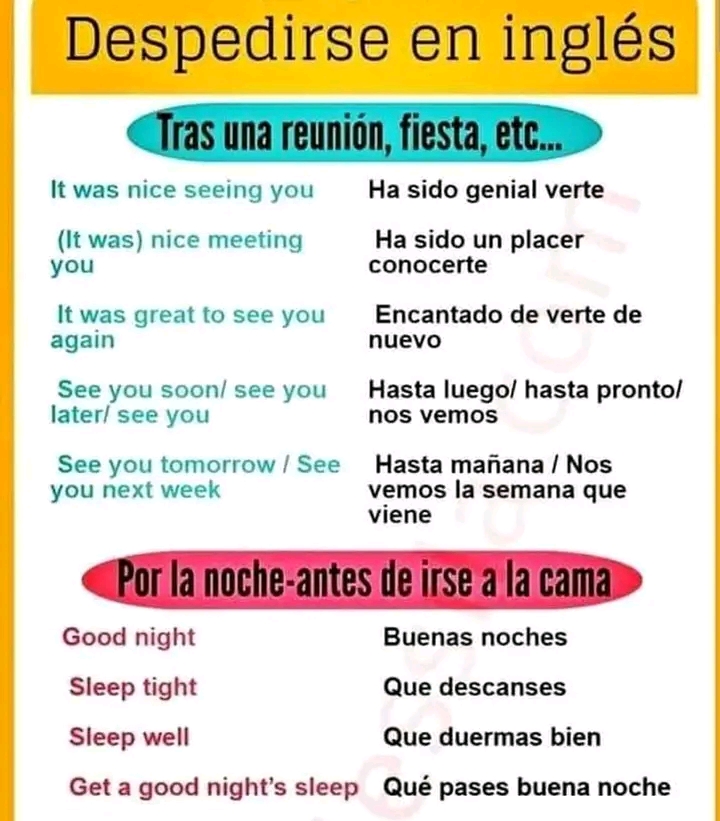 Despedirse en inglés
Tras una reunión, fiesta, etc...
It was nice seeing you Ha sido genial verte
(It was) nice meeting Ha sido un placer
you conocerte
It was great to see you Encantado de verte de
again nuevo
See you soon/ see you Hasta luego/ hasta pronto/
later/ see you nos vemos
See you tomorrow / See Hasta mañana / Nos
you next week vemos la semana que
viene
Por la noche-antes de irse a la cama
Good night Buenas noches
Sleep tight Que descanses
Sleep well Que duermas bien
Get a good night's sleep Qué pases buena noche